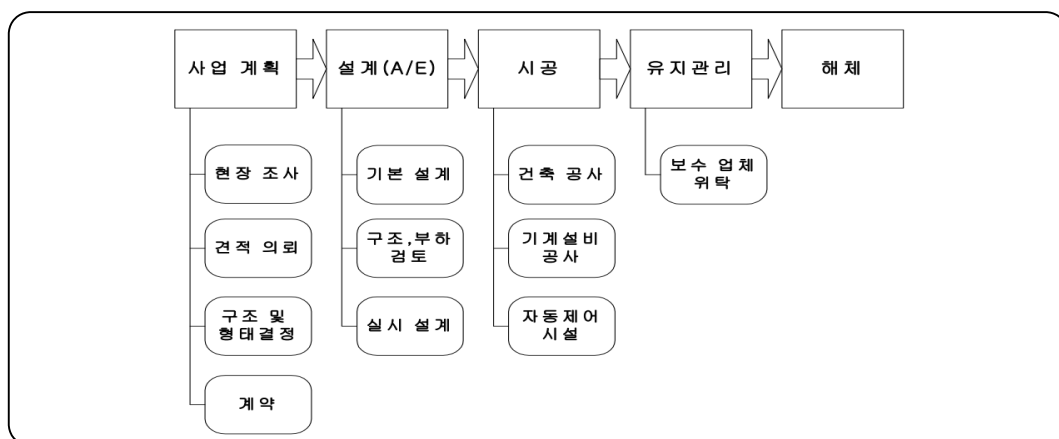 사업 계획
설계(A/E)
시공
유지관리
해체
현장 조사
견적 의뢰
구조 및
형태결정
계약
기본 설계
구조,부하
검토
실시 설계
건축 공사
기계설비
공사
자동제어
시설
보수 업체
위탁